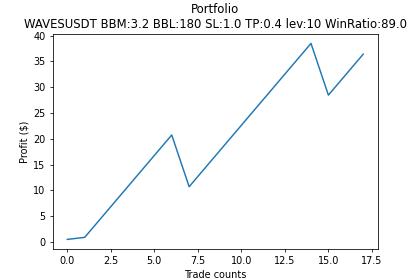 Portfolio
WAVESUSDT BBM:3.2 BBL:180 SL:1.0 TP:0.4 lev:10 WinRatio:89.0
40
35
30
25
20
15
10
5
0
Profit ($)
0.0 2.5 5.0 7.5 10.0 12.5 15.0 17.5
Trade counts